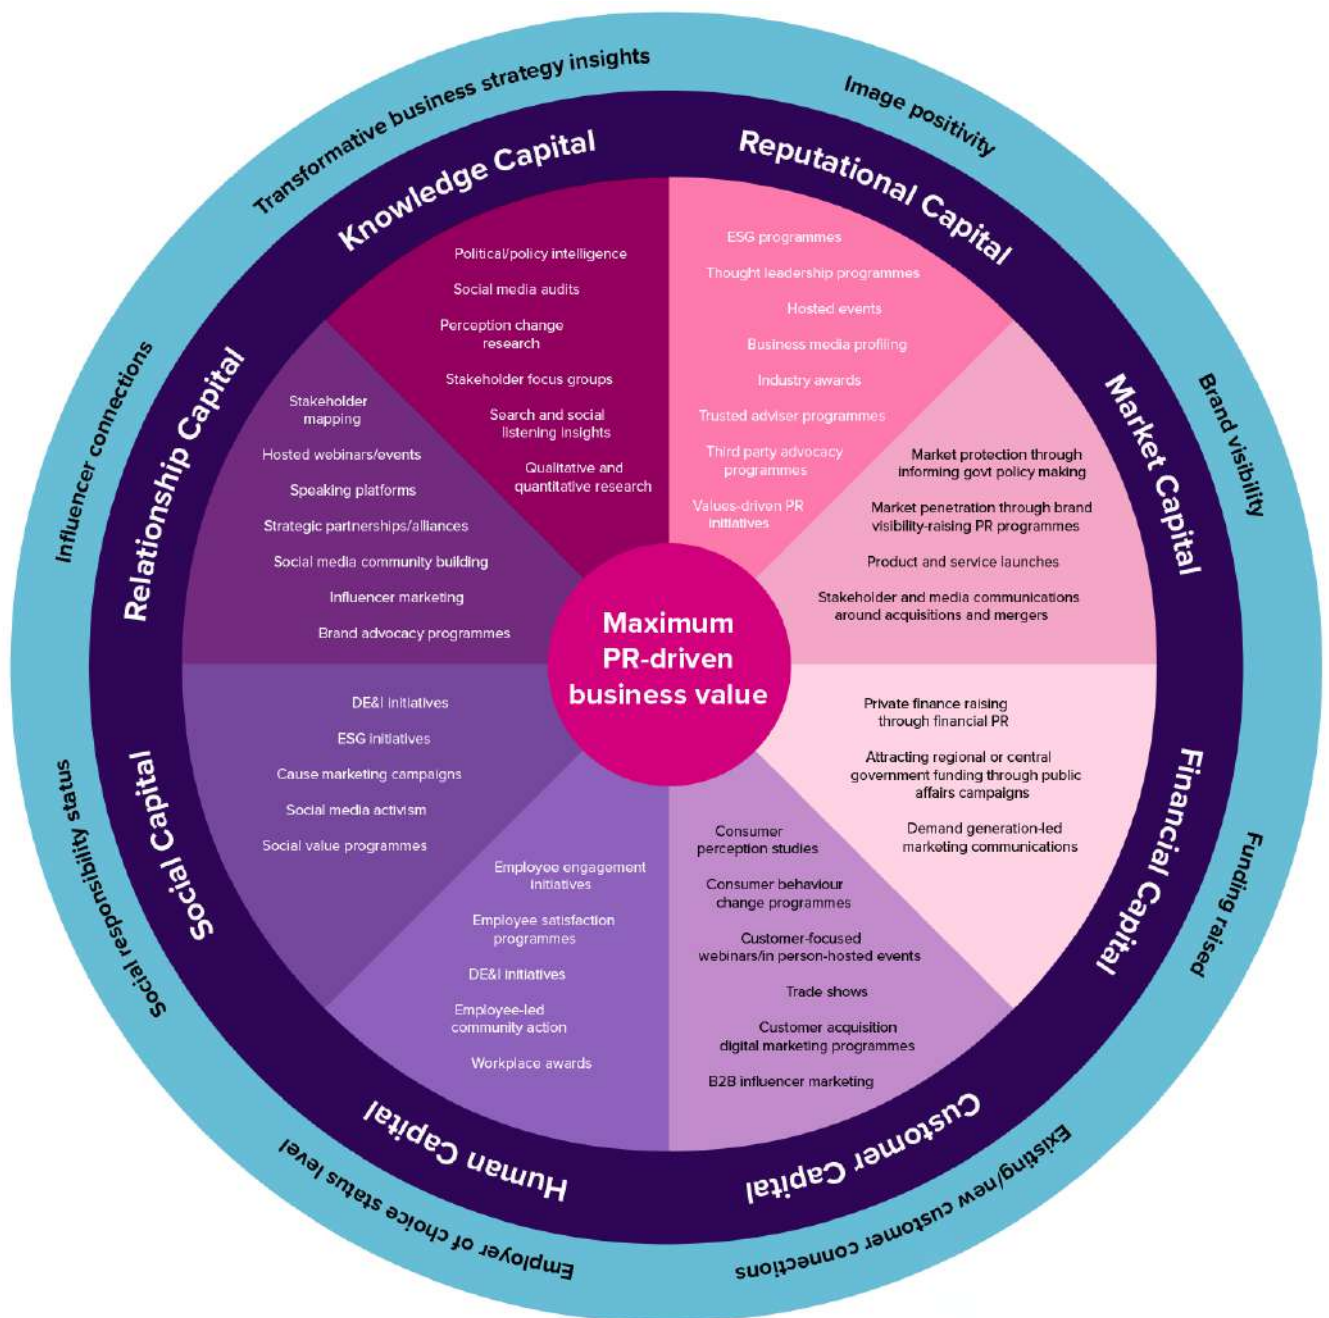 Transformative business strategy insights
Image positivity
Brand visibility
Funding raised
Existing/new customer connections
Employer of choice status level
Social responsibility status
Influencer connections
Knowledge Capital
Political/policy intelligence
Social media audits
Perception change
research
Stakeholder focus groups
Search and social
listening insights
Qualitative and
quantitative research
Reputational Capital
ESG programmes
Thought leadership programmes
Hosted events
Business media profiling
Industry awards
Trusted adviser programmes
Third party advocacy
programmes
Values-driven PR
initiatives
Market Capital
Market protection through
informing govt policy making
Market penetration through brand
visibility-raising PR programmes
Product and service launches
Stakeholder and media communications
around acquisitions and mergers
Financial Capital
Private finance raising
through financial PR
Attracting regional or central
government funding through public
affairs campaigns
Demand generation-led
marketing communications
Customer Capital
Consumer
perception studies
Consumer behaviour
change programmes
Customer-focused
webinars/in person-hosted events
Trade shows
Customer acquisition
digital marketing programmes
B2B influencer marketing
Human Capital
Employee engagement
initiatives
Employee satisfaction
programmes
DE&I initiatives
Employee-led
community action
Workplace awards
Social Capital
DE&I initiatives
ESG initiatives
Cause marketing campaigns
Social media activism
Social value programmes
Relationship Capital
Stakeholder
mapping
Hosted webinars/events
Speaking platforms
Strategic partnerships/alliances
Social media community building
Influencer marketing
Brand advocacy programmes
Maximum
PR-driven
business value